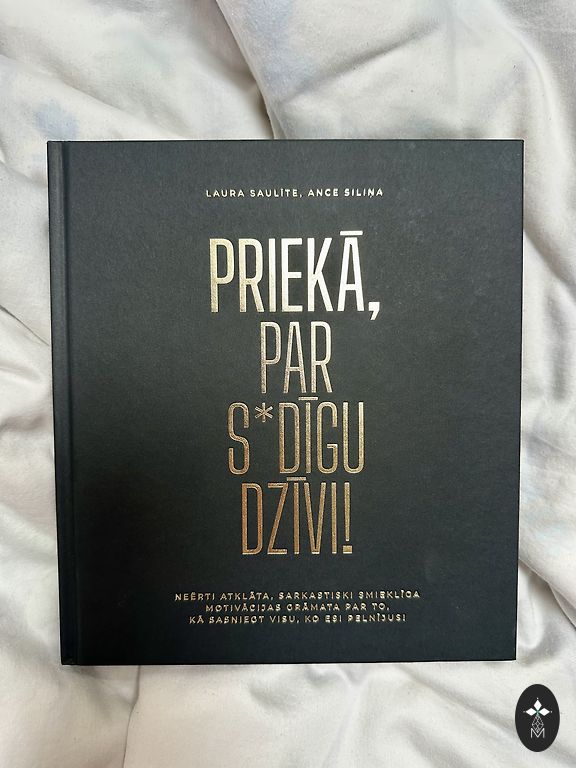 LAURA SAULĪTE, ANCE SILIŅA
PRIEKĀ,
PAR
S*DĪGU
DZĪVI!
NEĒRTI ATKLĀTA, SARKASTISKI SMIEKLĪGA
MOTIVĀCIJAS GRĀMATA PAR TO,
KĀ SASNIEGT VISU, KO ESI PELNĪJUSI
M